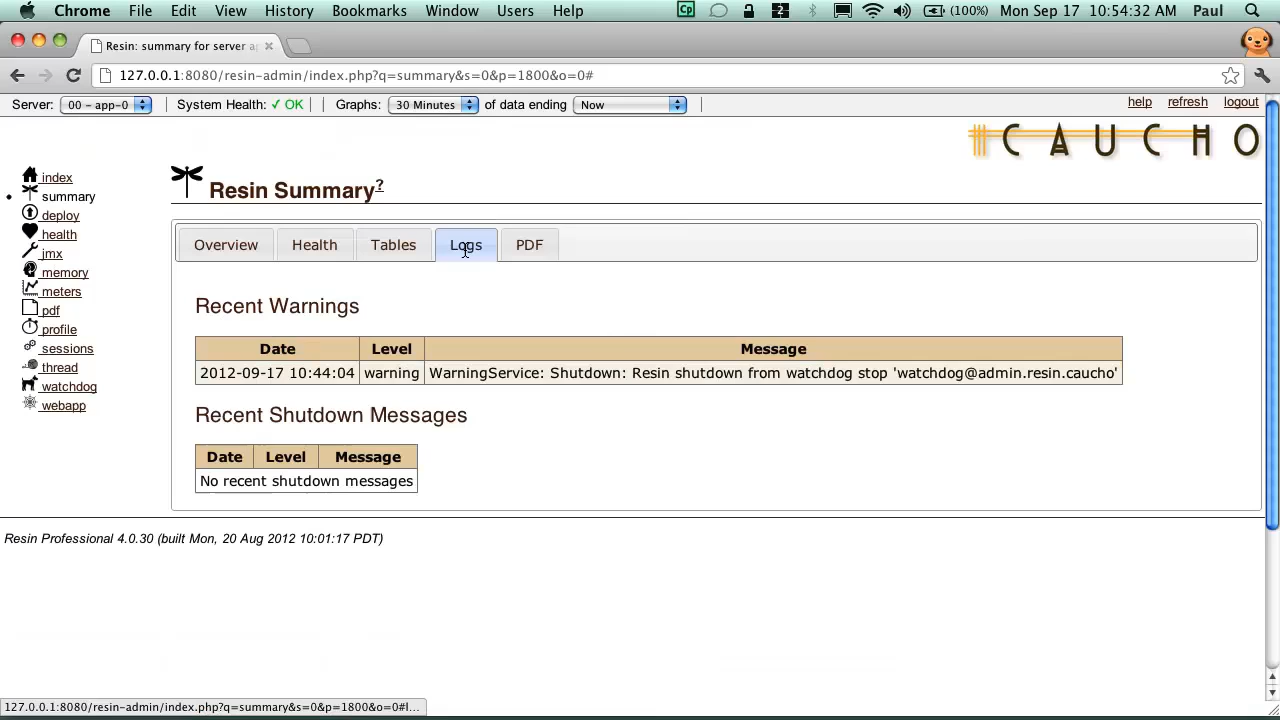 Chrome File Edit View History Bookmarks Window Users Help Cp 2 (100%) Mon Sep 17 10:54:32 AM Paul
Resin: summary for server a
127.0.0.1:8080/resin-admin/index.php?q=summary&s=0&p=1800&o=0#
Server: 00 - app-0 | System Health: ✓ OK | | Graphs: 30 Minutes of data ending Now | help refresh logout
CAUCHO
Resin Summary?
index
summary
deploy
health
jmx
memory
meters
pdf
profile
sessions
thread
watchdog
webapp
Overview Health Tables Logs PDF
Recent Warnings
Date Level Message
2012-09-17 10:44:04 warning WarningService: Shutdown: Resin shutdown from watchdog stop 'watchdog@admin.resin.caucho'
Recent Shutdown Messages
Date Level Message
No recent shutdown messages
Resin Professional 4.0.30 (built Mon, 20 Aug 2012 10:01:17 PDT)
127.0.0.1:8080/resin-admin/index.php?q=summary&s=0&p=1800&o=0#l...